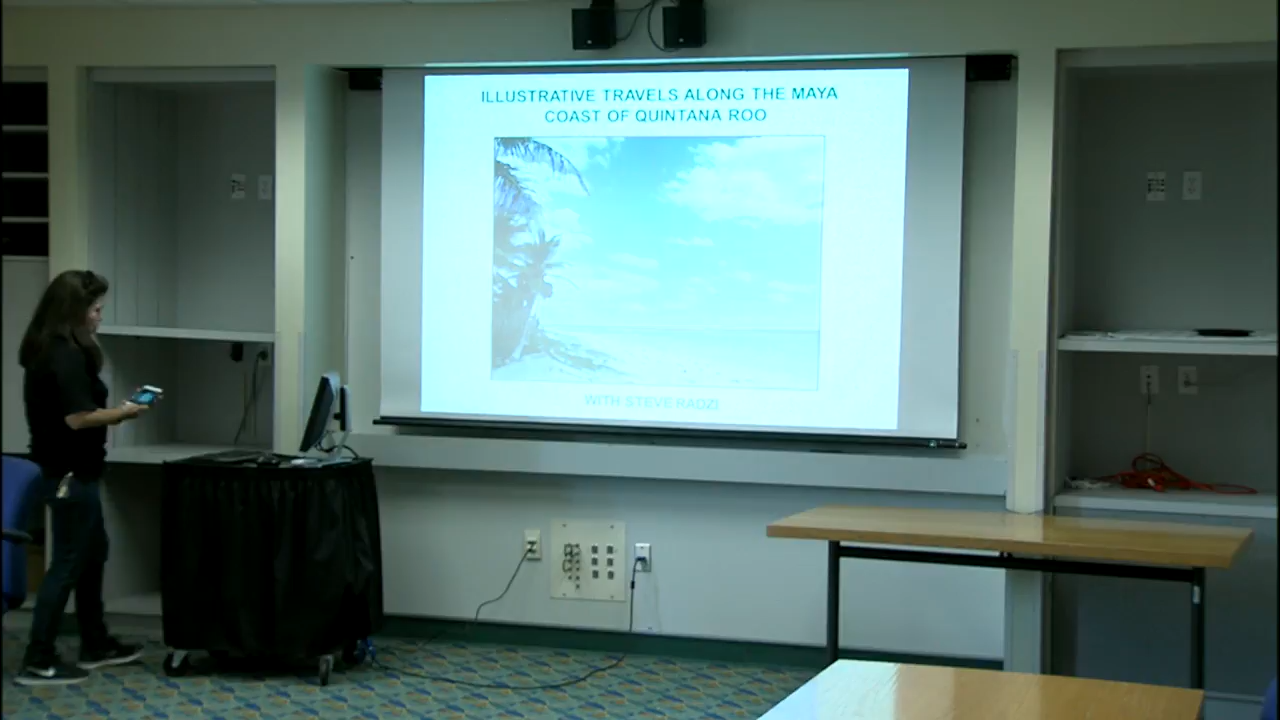 ILLUSTRATIVE TRAVELS ALONG THE MAYA
COAST OF QUINTANA ROO
WITH STEVE RADZI